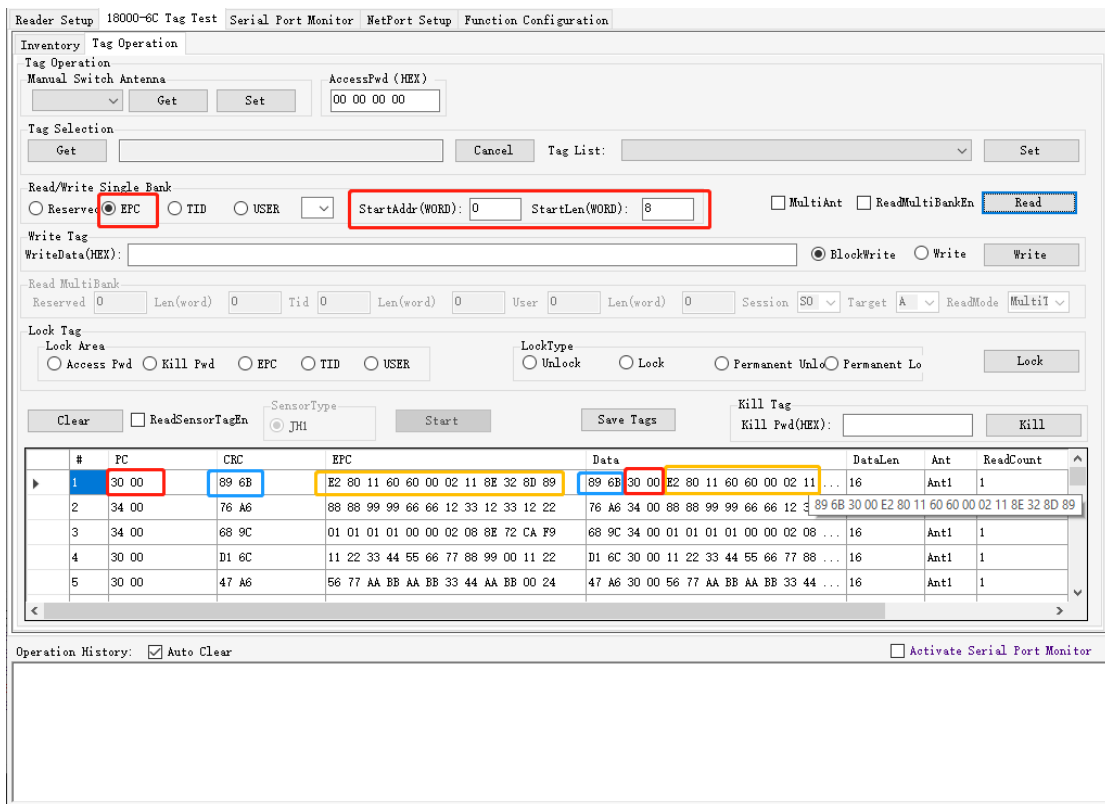 Reader Setup 18000-6C Tag Test Serial Port Monitor NetPort Setup Function Configuration
Inventory Tag Operation
Tag Operation
Manual Switch Antenna AccessPwd (HEX)
Get Set 00 00 00 00
Tag Selection
Get Cancel Tag List: Set
Read/Write Single Bank
Reserved EPC TID USER StartAddr(WORD): 0 StartLen(WORD): 8 MultiAnt ReadMultiBankEn Read
Write Tag
WriteData(HEX): BlockWrite Write Write
Read MultiBank
Reserved 0 Len(word) 0 Tid 0 Len(word) 0 User 0 Len(word) 0 Session S0 Target A ReadMode MultiT
Lock Tag
Lock Area LockType
Access Pwd Kill Pwd EPC TID USER Unlock Lock Permanent Unlo Permanent Lo Lock
SensorType Kill Tag
Clear ReadSensorTagEn JH1 Start Save Tags Kill Pwd(HEX): Kill
# PC CRC EPC Data DataLen Ant ReadCount
1 30 00 89 6B E2 80 11 60 60 00 02 11 8E 32 8D 89 89 6B 30 00 E2 80 11 60 60 00 02 11 ... 16 Ant1 1
2 34 00 76 A6 88 88 99 99 66 66 12 33 12 33 12 22 76 A6 34 00 88 88 99 99 66 66 12 3
89 6B 30 00 E2 80 11 60 60 00 02 11 8E 32 8D 89
3 34 00 68 9C 01 01 01 01 00 00 02 08 8E 72 CA F9 68 9C 34 00 01 01 01 01 00 00 02 08 ... 16 Ant1 1
4 30 00 D1 6C 11 22 33 44 55 66 77 88 99 00 11 22 D1 6C 30 00 11 22 33 44 55 66 77 88 ... 16 Ant1 1
5 30 00 47 A6 56 77 AA BB AA BB 33 44 AA BB 00 24 47 A6 30 00 56 77 AA BB AA BB 33 44 ... 16 Ant1 1
Operation History: Auto Clear Activate Serial Port Monitor